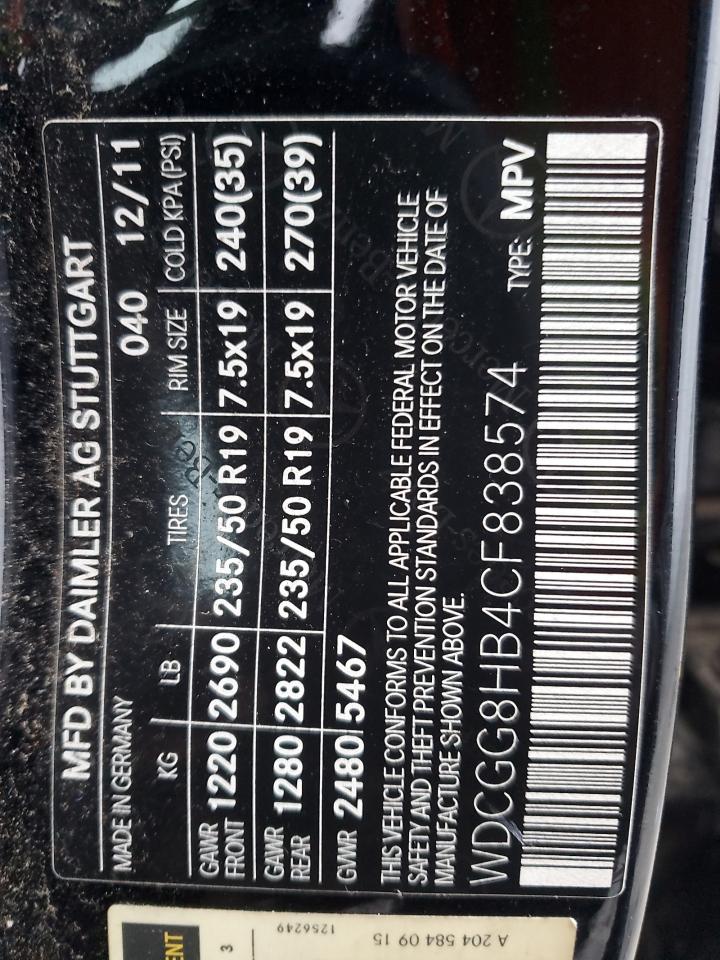 MFD BY DAIMLER AG STUTTGART
MADE IN GERMANY 040 12/11
KG LB TIRES RIM SIZE COLD KPA(PSI)
GAWR FRONT 1220 2690 235/50 R19 7.5x19 240(35)
GAWR REAR 1280 2822 235/50 R19 7.5x19 270(39)
GVWR 2480 5467
THIS VEHICLE CONFORMS TO ALL APPLICABLE FEDERAL MOTOR VEHICLE
SAFETY AND THEFT PREVENTION STANDARDS IN EFFECT ON THE DATE OF
MANUFACTURE SHOWN ABOVE.
WDCGG8HB4CF838574 TYPE: MPV
ENT
3
1256249
A 204 584 09 15